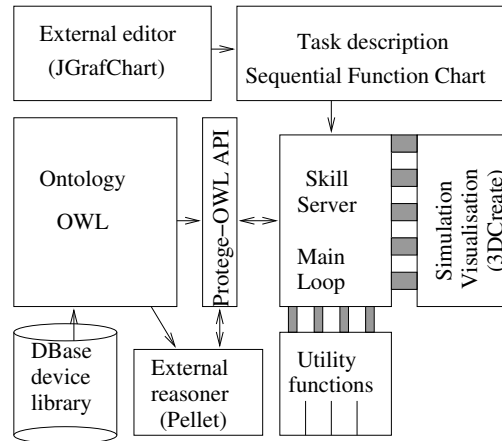 External editor
(JGrafChart)
Task description
Sequential Function Chart
Ontology
OWL
Protege-OWL API
Skill
Server
Main
Loop
Simulation
Visualisation
(3DCreate)
DBase
device
library
External
reasoner
(Pellet)
Utility
functions